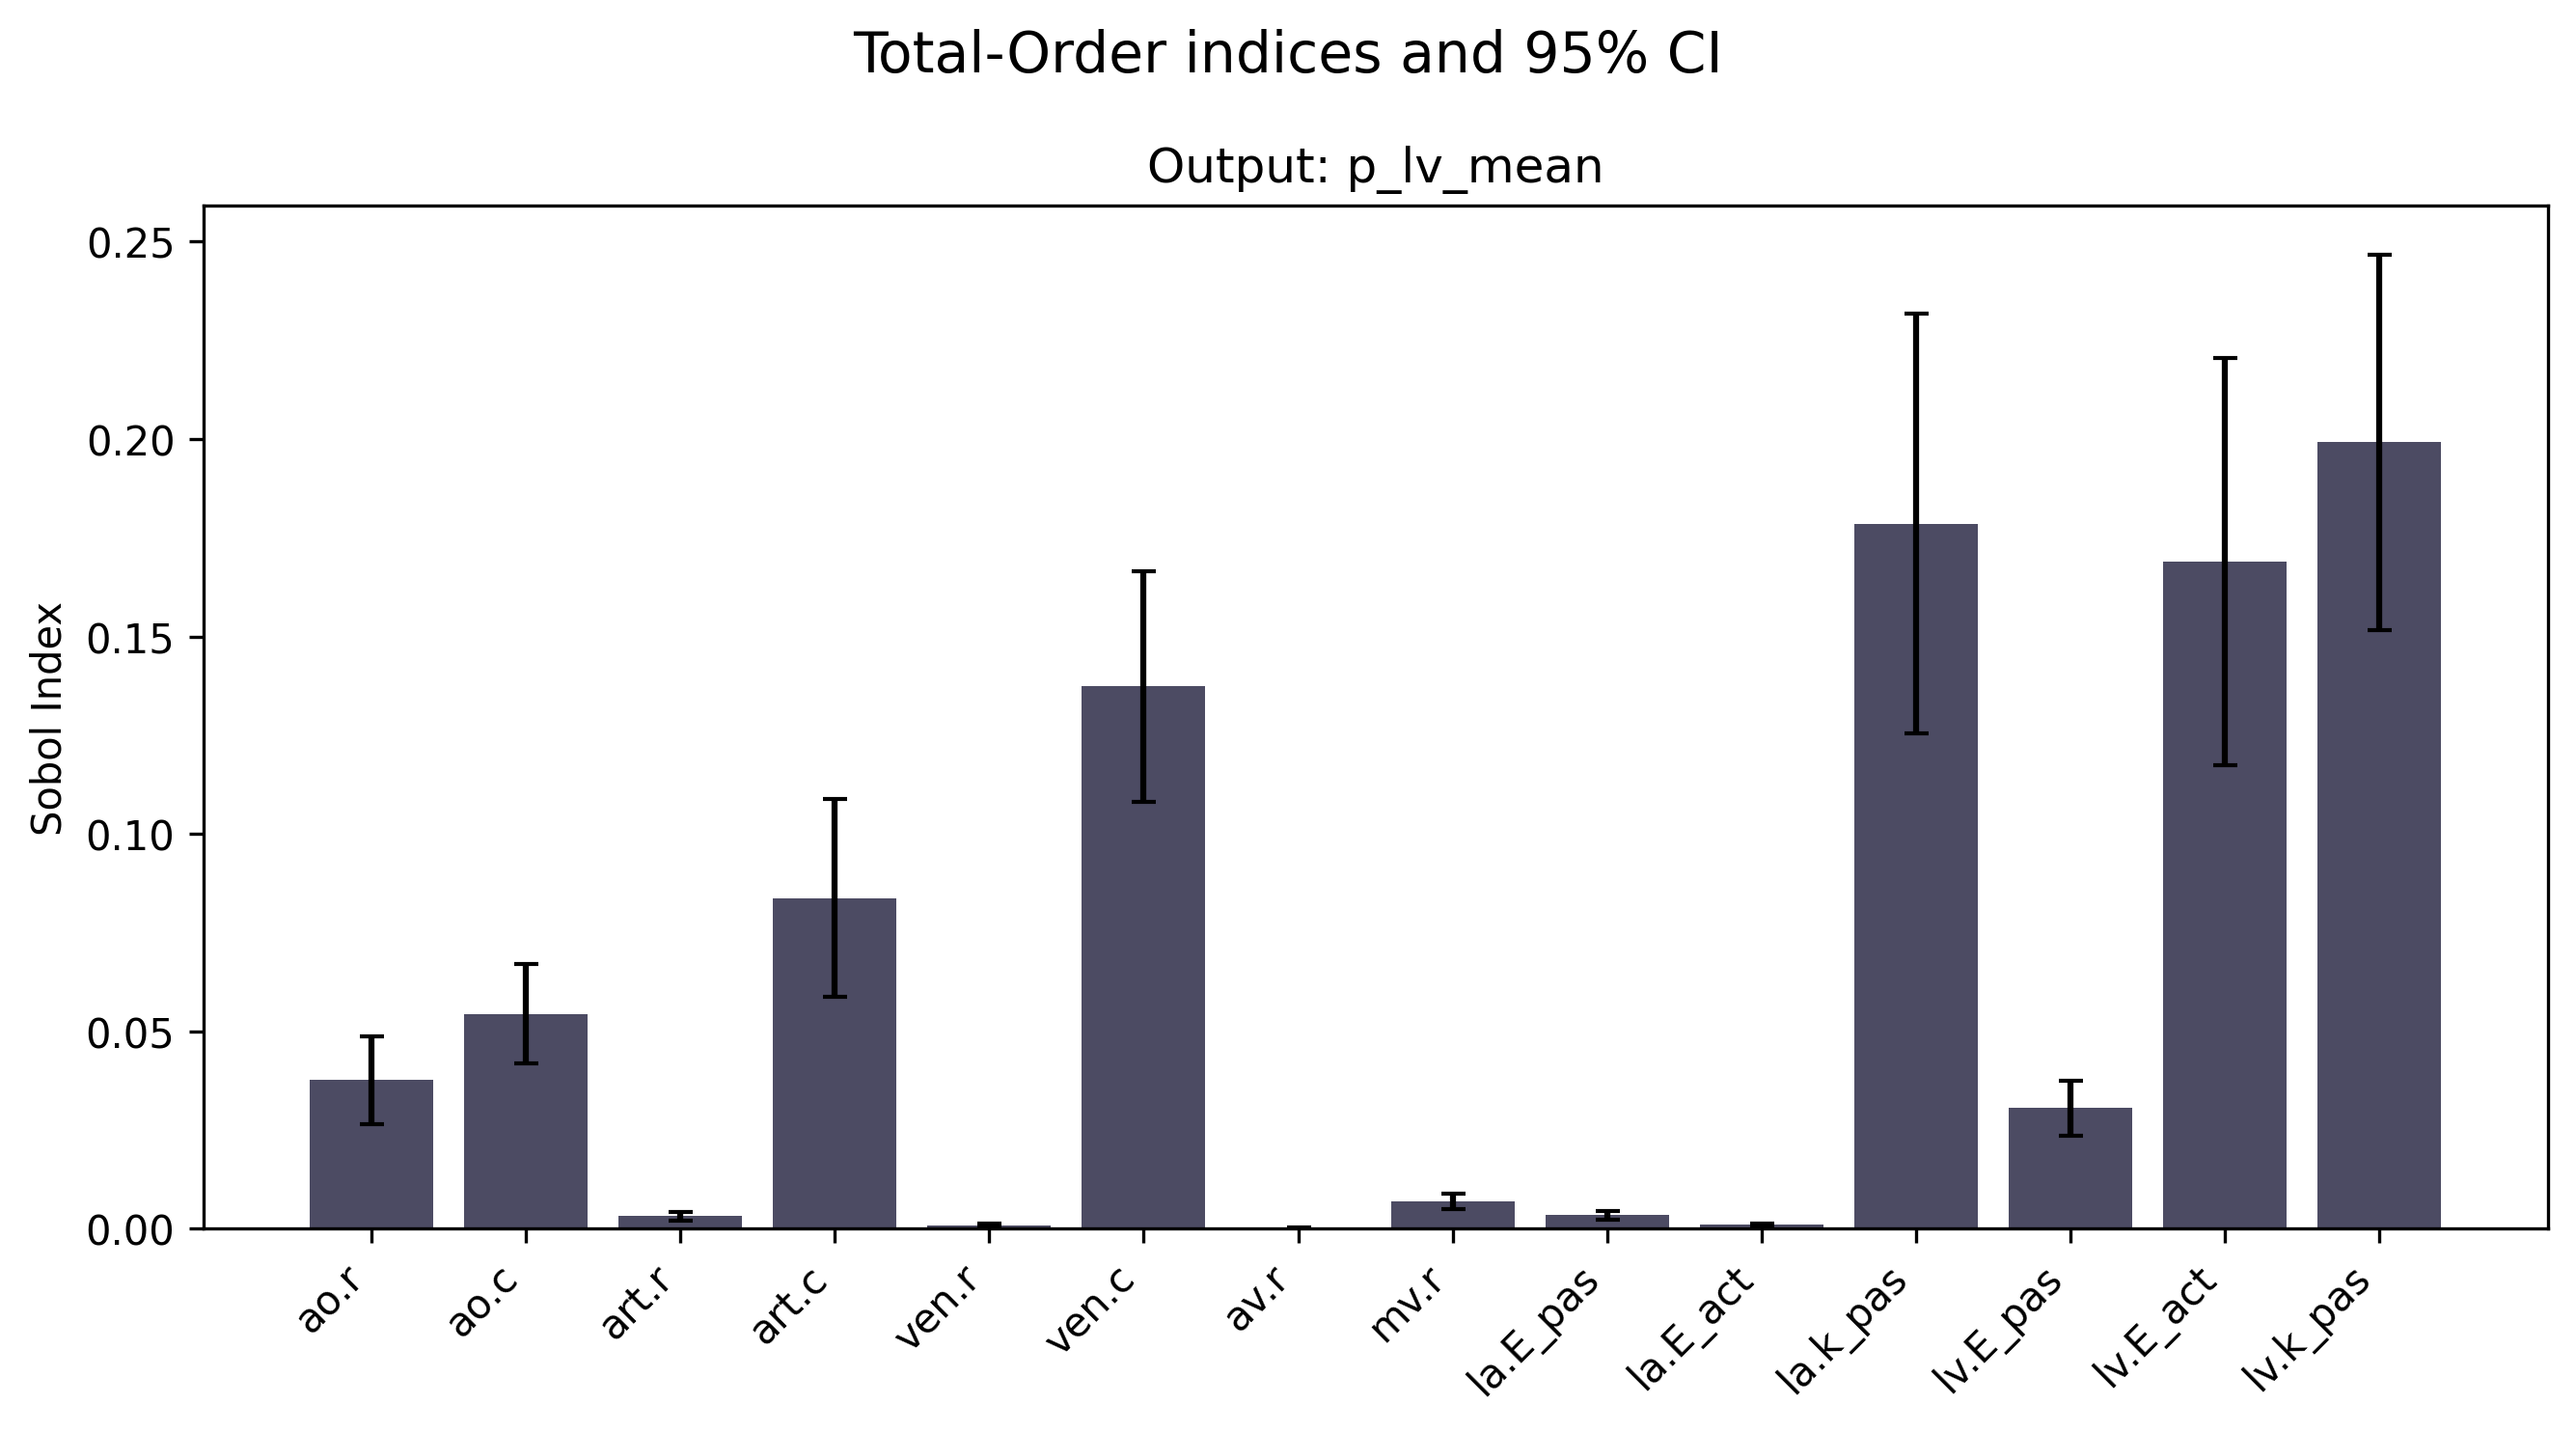 Total-Order indices and 95% CI
Output: p_lv_mean
Sobol Index
0.25
0.20
0.15
0.10
0.05
0.00
ao.r
ao.c
art.r
art.c
ven.r
ven.c
av.r
mv.r
la.E_pas
la.E_act
la.k_pas
lv.E_pas
lv.E_act
lv.k_pas